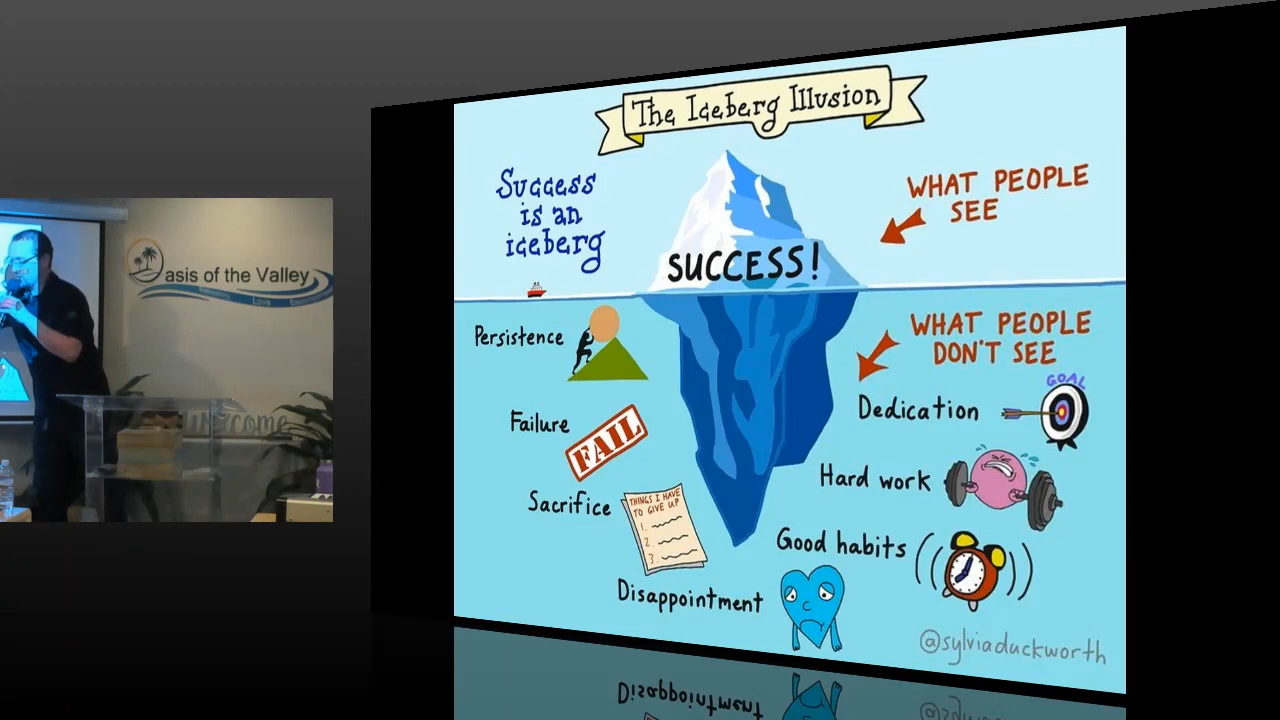 The Iceberg Illusion
Success
is an
iceberg
WHAT PEOPLE
SEE
SUCCESS!
WHAT PEOPLE
DON'T SEE
Persistence
GOAL
Dedication
Failure
FAIL
Hard work
Sacrifice
THINGS I HAVE
TO GIVE UP
1.
2.
3.
Good habits
Disappointment
@sylviaduckworth
asis of the Valley
Love